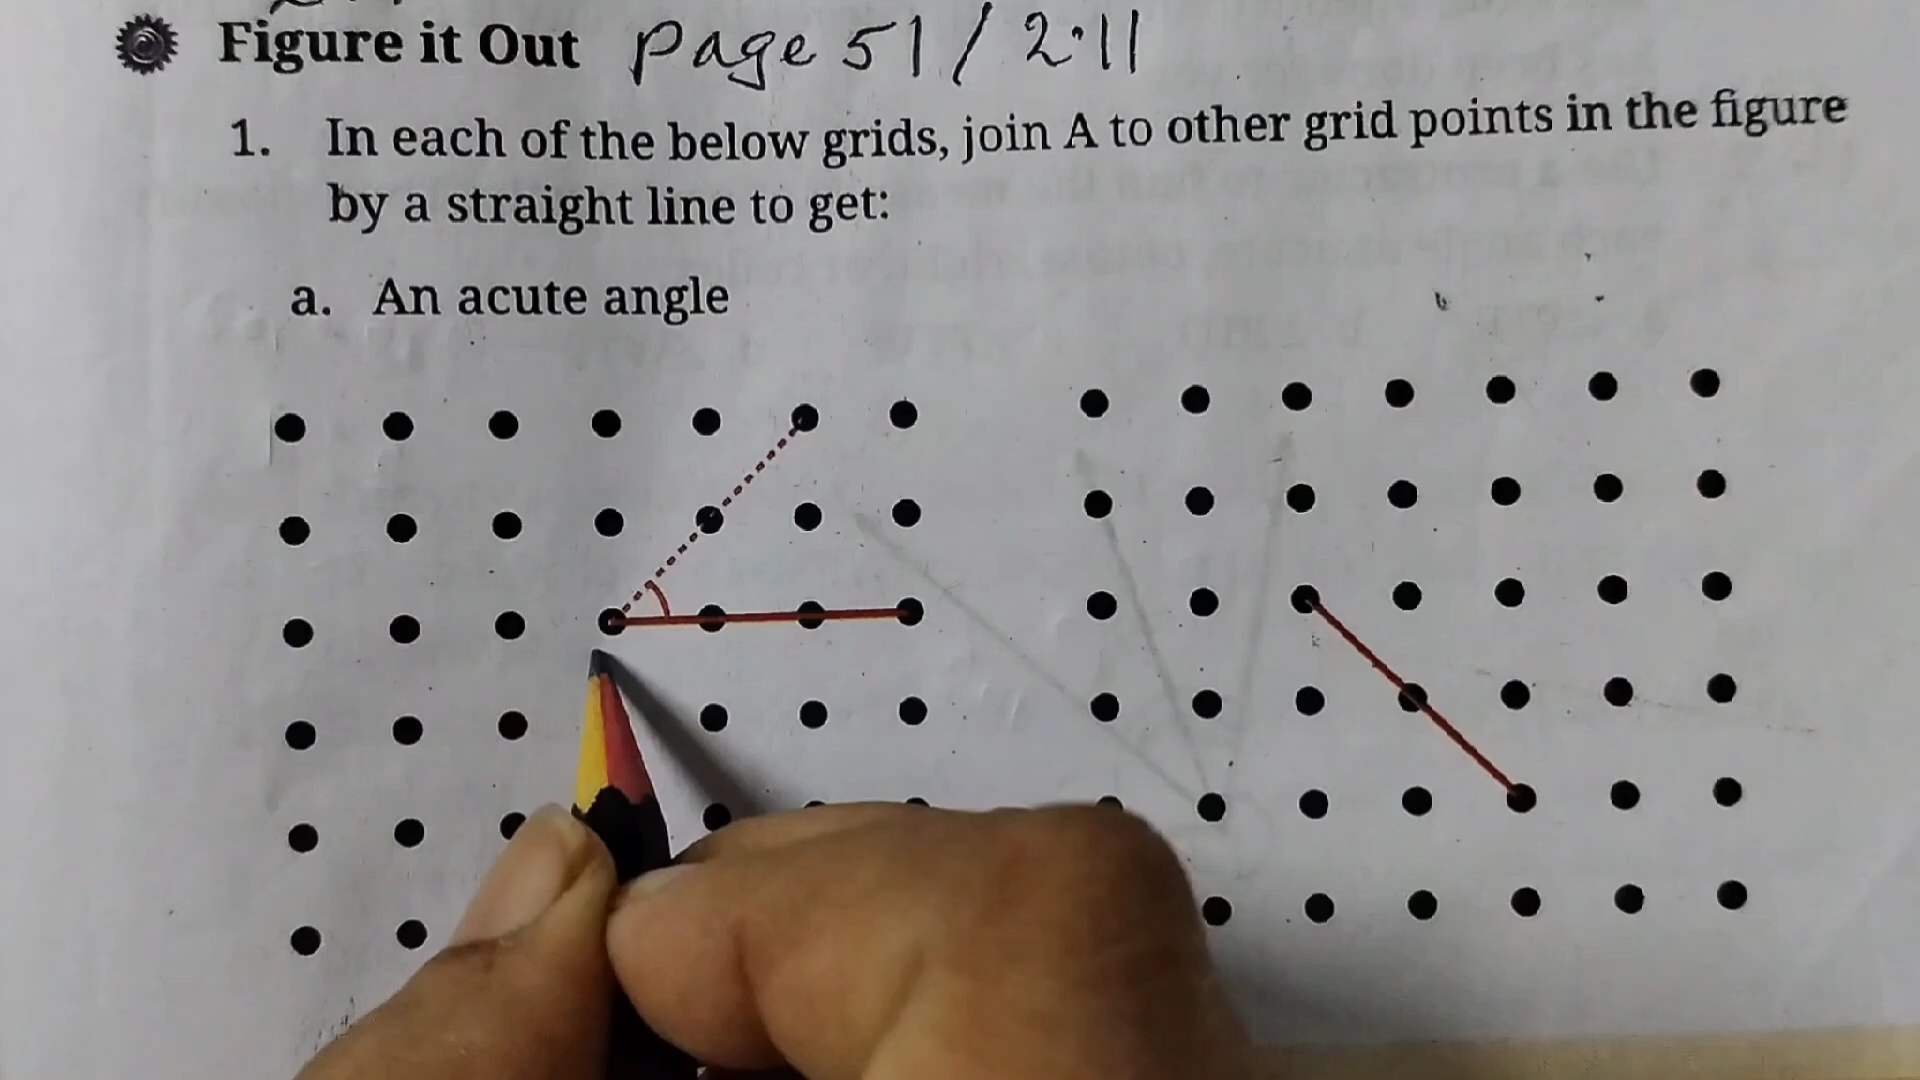 Figure it Out page 51 / 2.11
1. In each of the below grids, join A to other grid points in the figure
by a straight line to get:
a. An acute angle